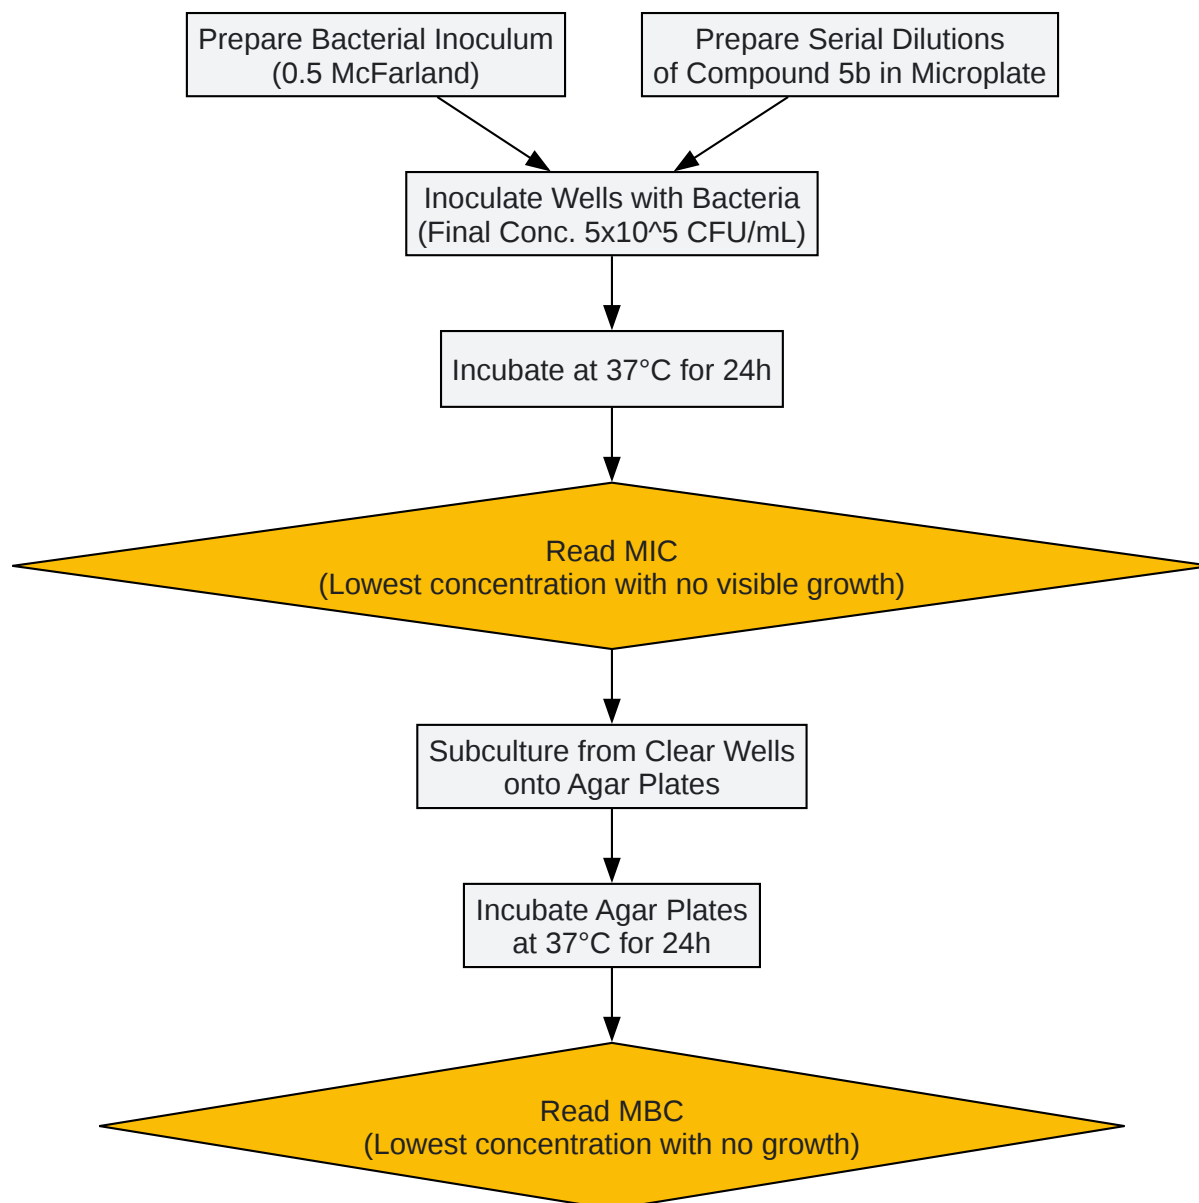 Prepare Bacterial Inoculum
(0.5 McFarland)
Prepare Serial Dilutions
of Compound 5b in Microplate
Inoculate Wells with Bacteria
(Final Conc. 5x10^5 CFU/mL)
Incubate at 37°C for 24h
Read MIC
(Lowest concentration with no visible growth)
Subculture from Clear Wells
onto Agar Plates
Incubate Agar Plates
at 37°C for 24h
Read MBC
(Lowest concentration with no growth)